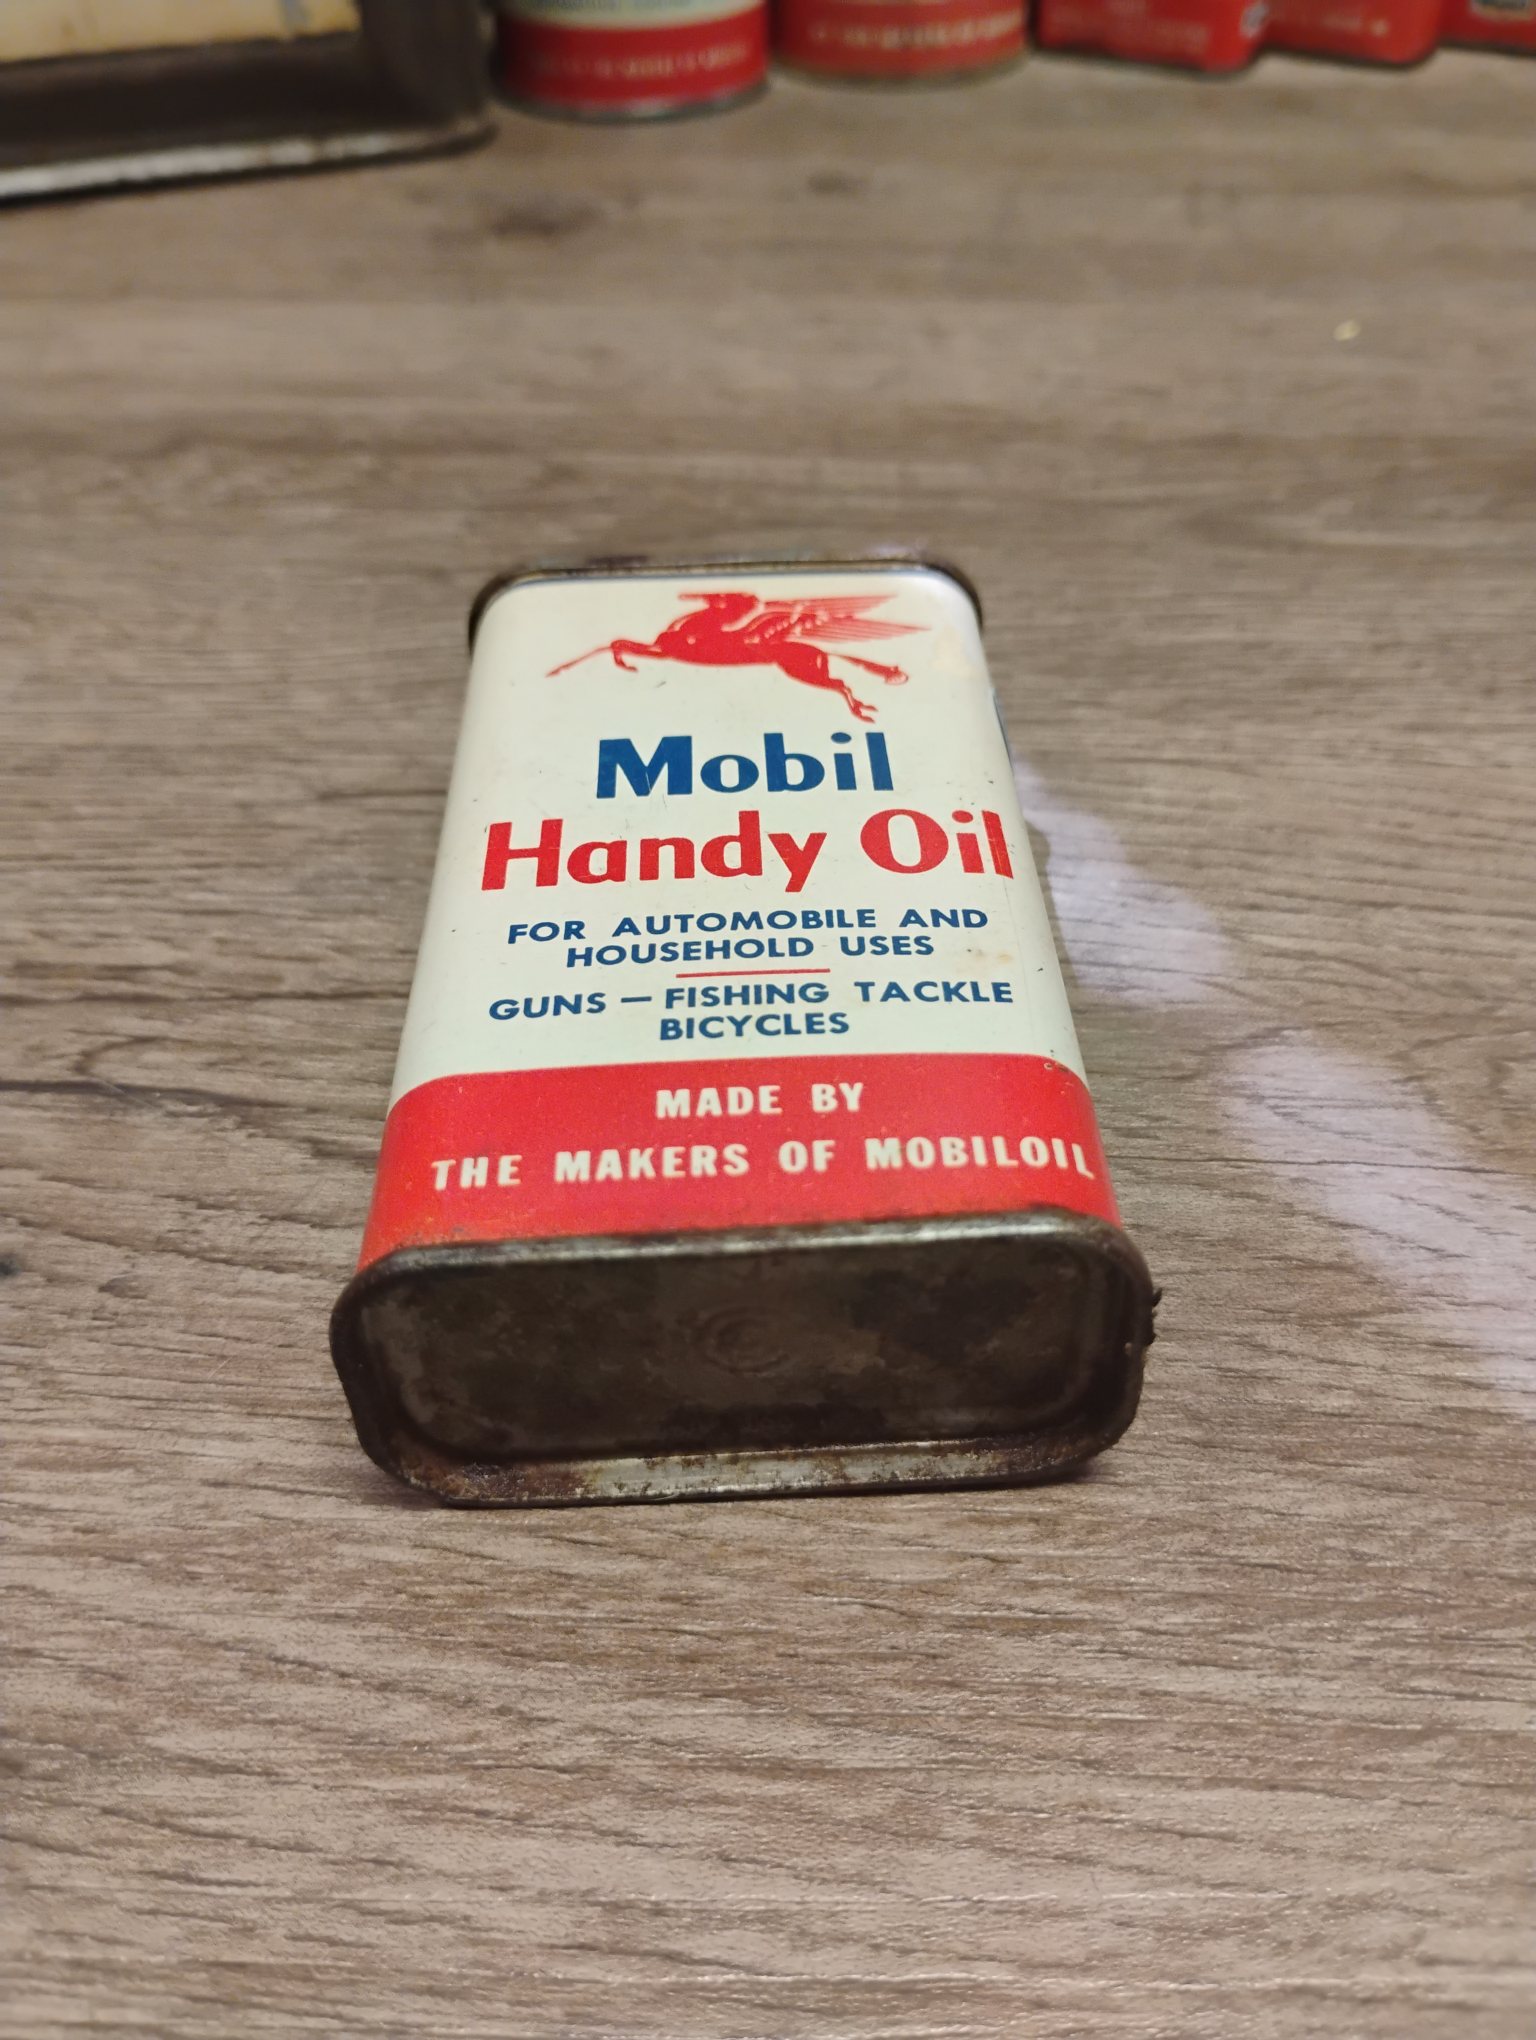 Mobil
Handy Oil
FOR AUTOMOBILE AND
HOUSEHOLD USES
GUNS — FISHING TACKLE
BICYCLES
MADE BY
THE MAKERS OF MOBILOIL